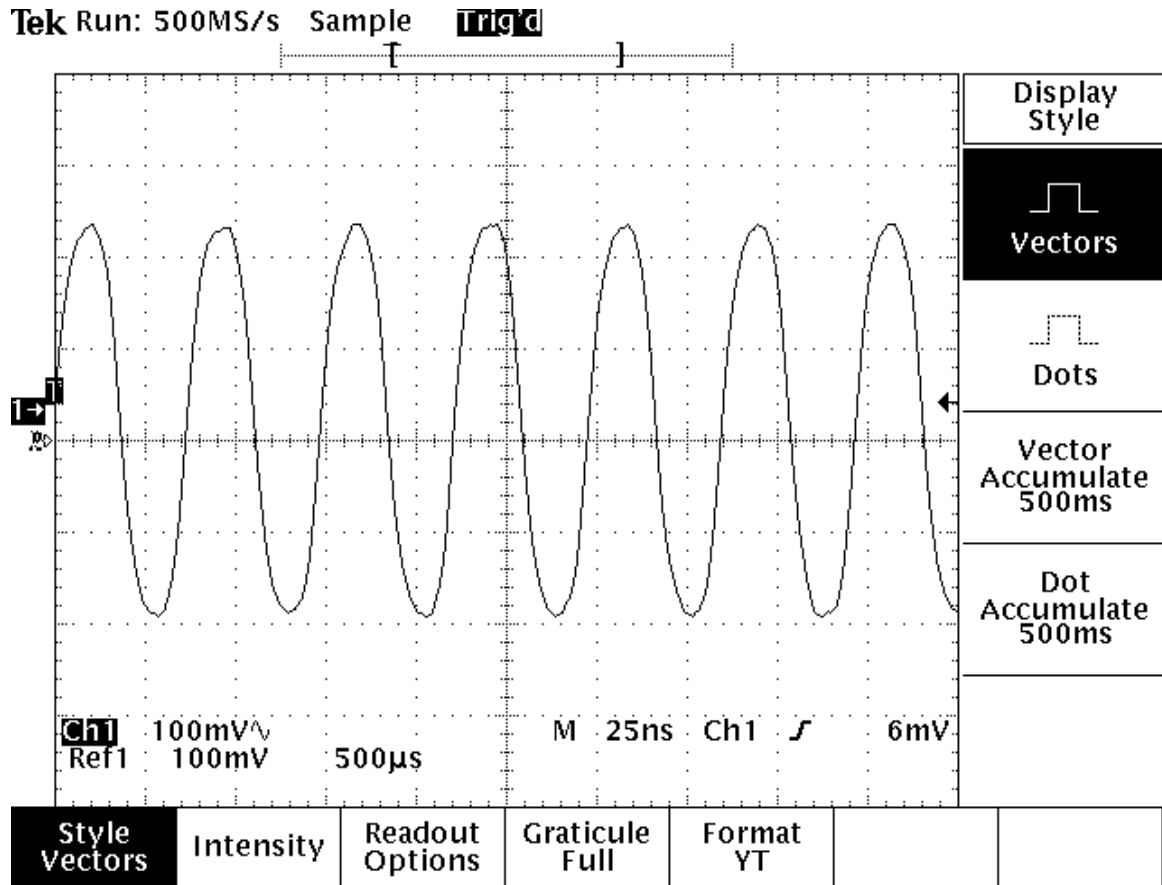 Tek Run: 500MS/s Sample Trig'd
Display
Style
Vectors
Dots
T
1→
Vector
Accumulate
500ms
Dot
Accumulate
500ms
Ch1 100mV∿ M 25ns Ch1 6mV
Ref1 100mV 500µs
Style
Vectors
Intensity
Readout
Options
Graticule
Full
Format
YT